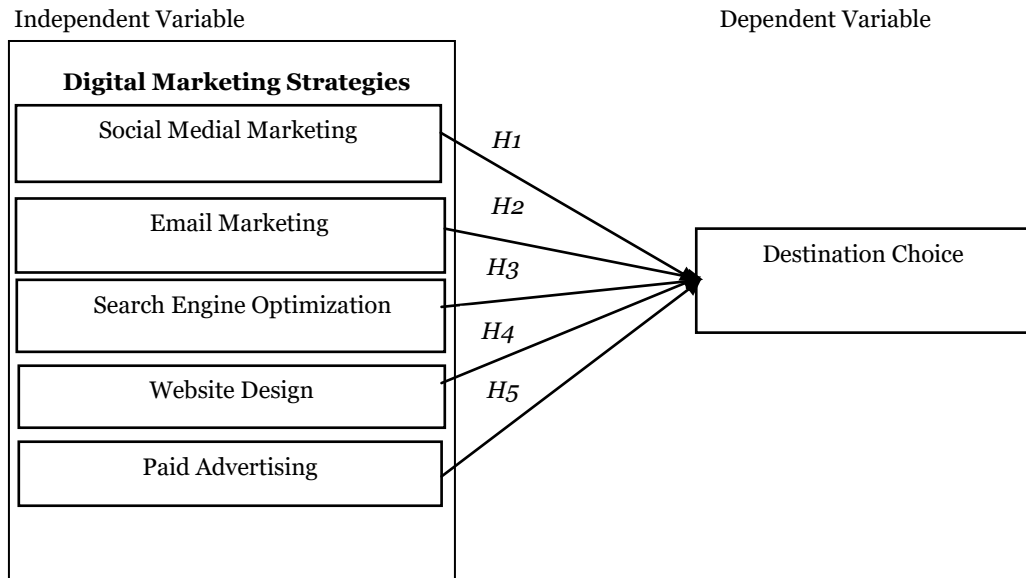 Independent Variable
Dependent Variable
Digital Marketing Strategies
Social Medial Marketing
H1
Email Marketing
H2
Destination Choice
H3
Search Engine Optimization
H4
Website Design
H5
Paid Advertising